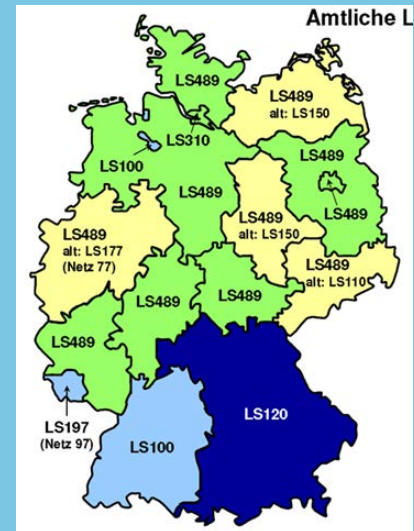 Amtliche L
LS489
LS489
alt: LS150
LS310
LS100
LS489
LS489
LS489
LS489
alt: LS177
(Netz 77)
LS489
alt: LS150
LS489
alt: LS110
LS489
LS489
LS489
LS197
(Netz 97)
LS100
LS120